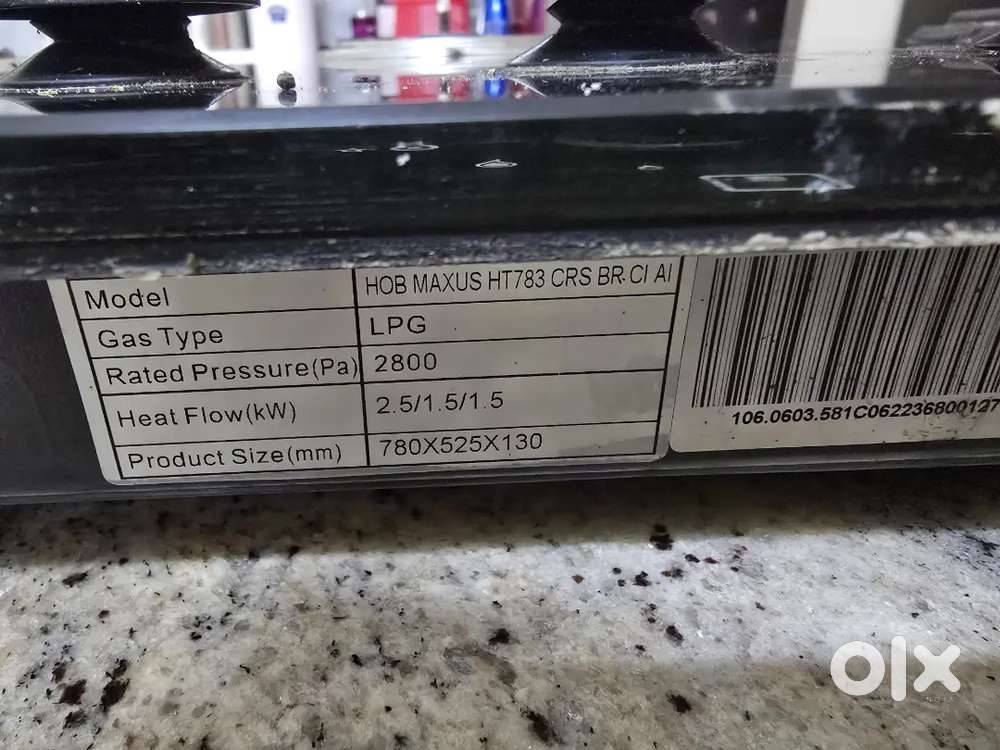 Model HOB MAXUS HT783 CRS BR CI AI
Gas Type LPG
Rated Pressure(Pa) 2800
Heat Flow(kW) 2.5/1.5/1.5
Product Size(mm) 780X525X130
106.0603.581C062236800127
olx